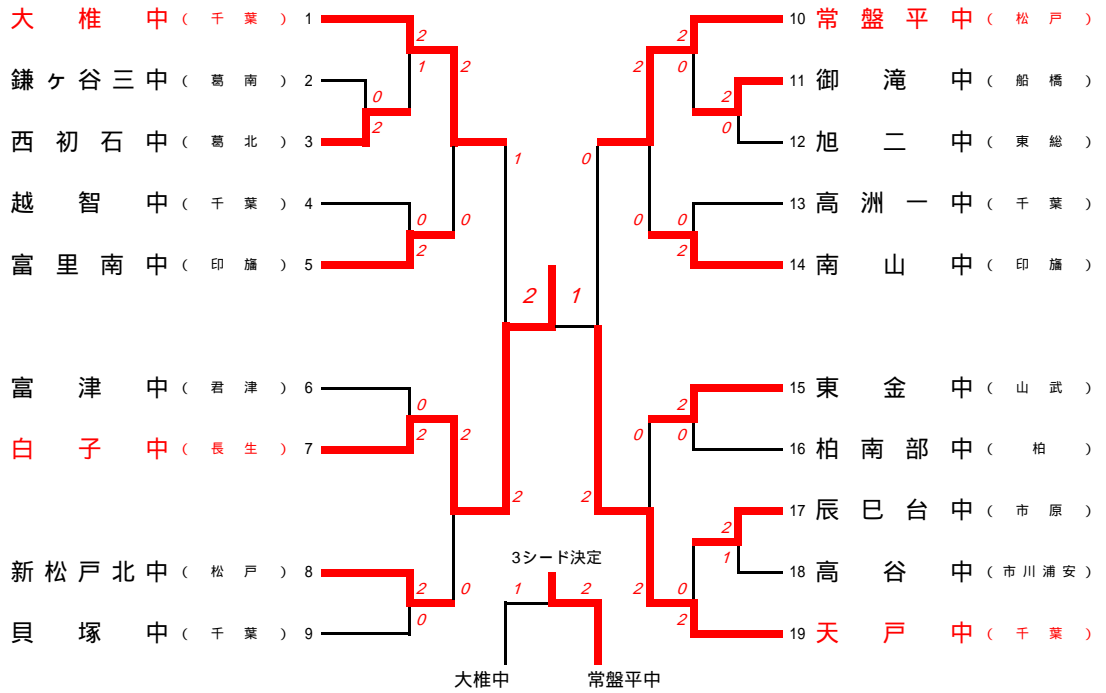 大椎中（千葉）1
2
1
2
鎌ヶ谷三中（葛南）2
0
2
西初石中（葛北）3
1
越智中（千葉）4
0
0
2
富里南中（印旛）5
富津中（君津）6
0
2
2
白子中（長生）7
2
新松戸北中（松戸）8
2
0
0
貝塚中（千葉）9
2 1
10 常盤平中（松戸）
2
2
0
11 御滝中（船橋）
2
0
12 旭二中（東総）
0
13 高洲一中（千葉）
0
0
2
14 南山中（印旛）
15 東金中（山武）
2
0
0
16 柏南部中（柏）
2
17 辰巳台中（市原）
2
1
18 高谷中（市川浦安）
2
0
2
19 天戸中（千葉）
3シード決定
1 2
大椎中 常盤平中